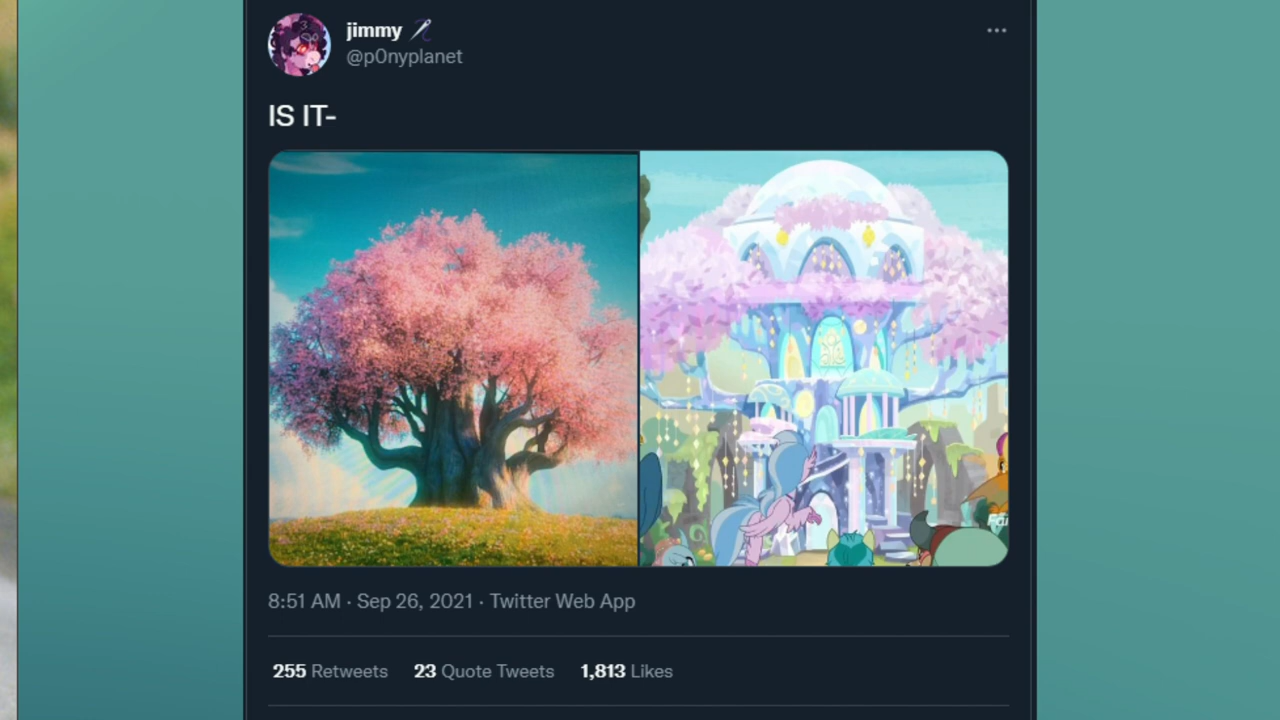 jimmy
@p0nyplanet
IS IT-
8:51 AM · Sep 26, 2021 · Twitter Web App
255 Retweets 23 Quote Tweets 1,813 Likes